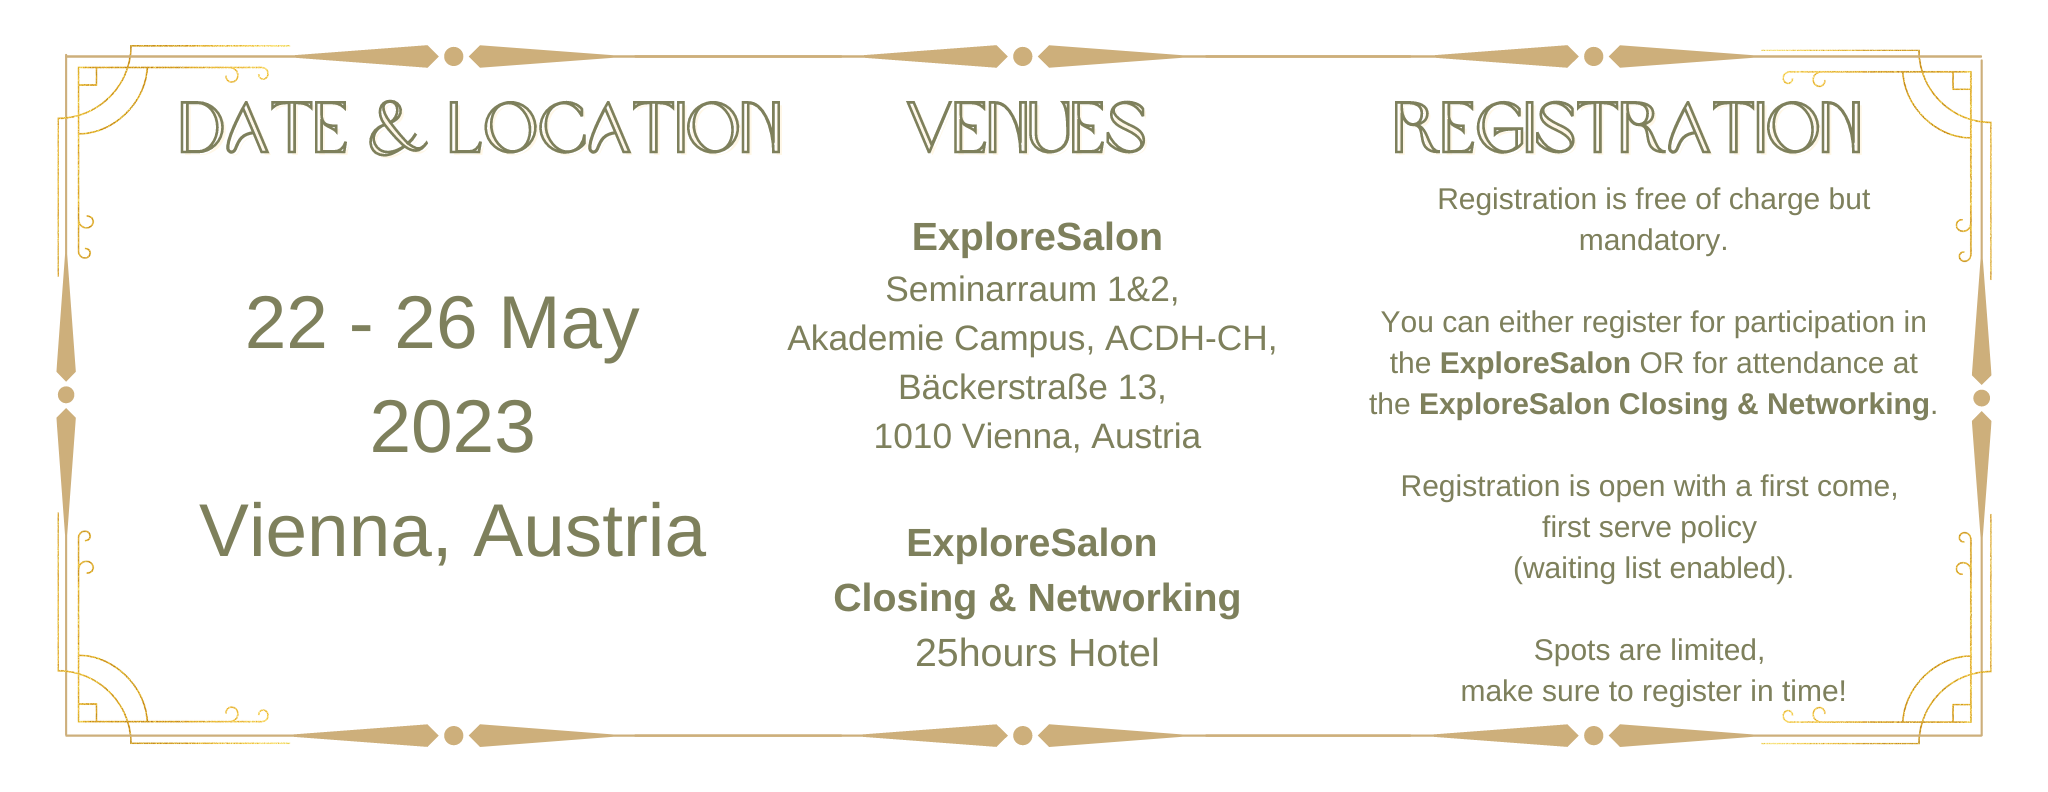 DATE & LOCATION
22 - 26 May
2023
Vienna, Austria
VENUES
ExploreSalon
Seminarraum 1&2,
Akademie Campus, ACDH-CH,
Bäckerstraße 13,
1010 Vienna, Austria
ExploreSalon
Closing & Networking
25hours Hotel
REGISTRATION
Registration is free of charge but
mandatory.
You can either register for participation in
the ExploreSalon OR for attendance at
the ExploreSalon Closing & Networking.
Registration is open with a first come,
first serve policy
(waiting list enabled).
Spots are limited,
make sure to register in time!